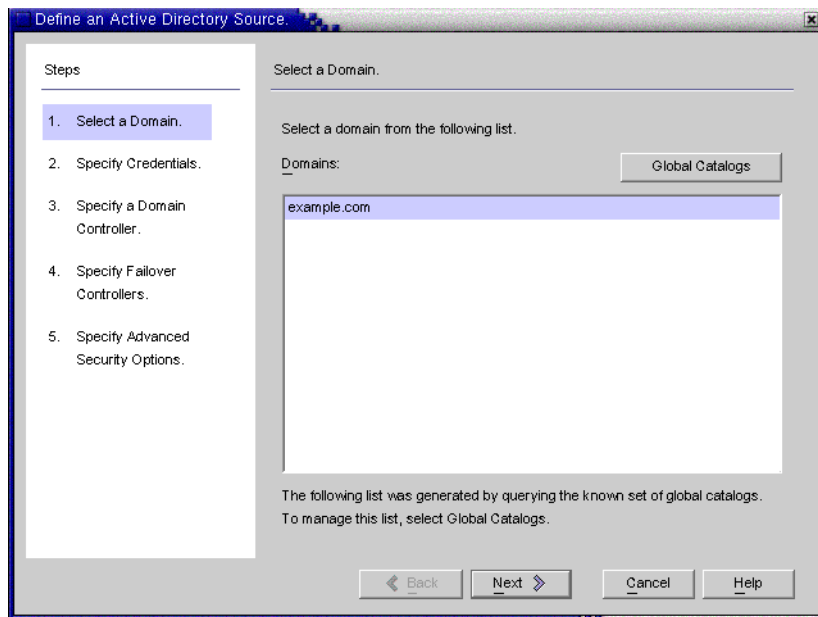 Define an Active Directory Source.
Steps
1. Select a Domain.
2. Specify Credentials.
3. Specify a Domain
Controller.
4. Specify Failover
Controllers.
5. Specify Advanced
Security Options.
Select a Domain.
Select a domain from the following list.
Domains:
Global Catalogs
example.com
The following list was generated by querying the known set of global catalogs.
To manage this list, select Global Catalogs.
Back
Next
Cancel
Help